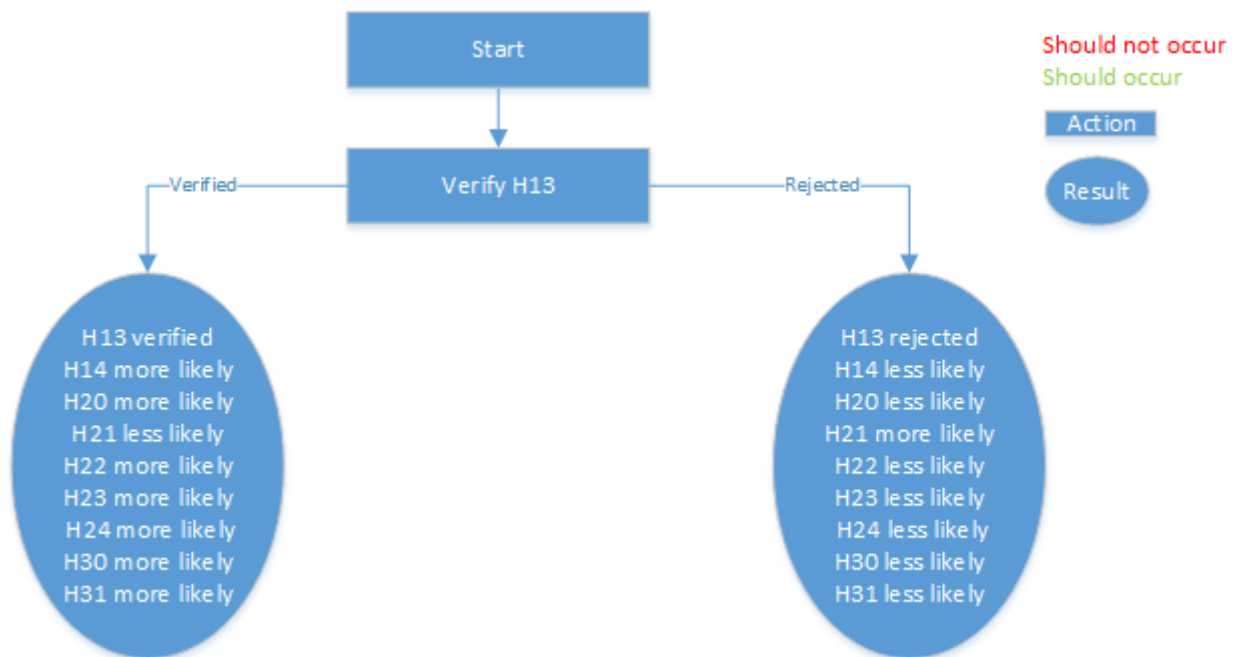 Start
Should not occur
Should occur
Action
Verified
Verify H13
Rejected
Result
H13 verified
H14 more likely
H20 more likely
H21 less likely
H22 more likely
H23 more likely
H24 more likely
H30 more likely
H31 more likely
H13 rejected
H14 less likely
H20 less likely
H21 more likely
H22 less likely
H23 less likely
H24 less likely
H30 less likely
H31 less likely